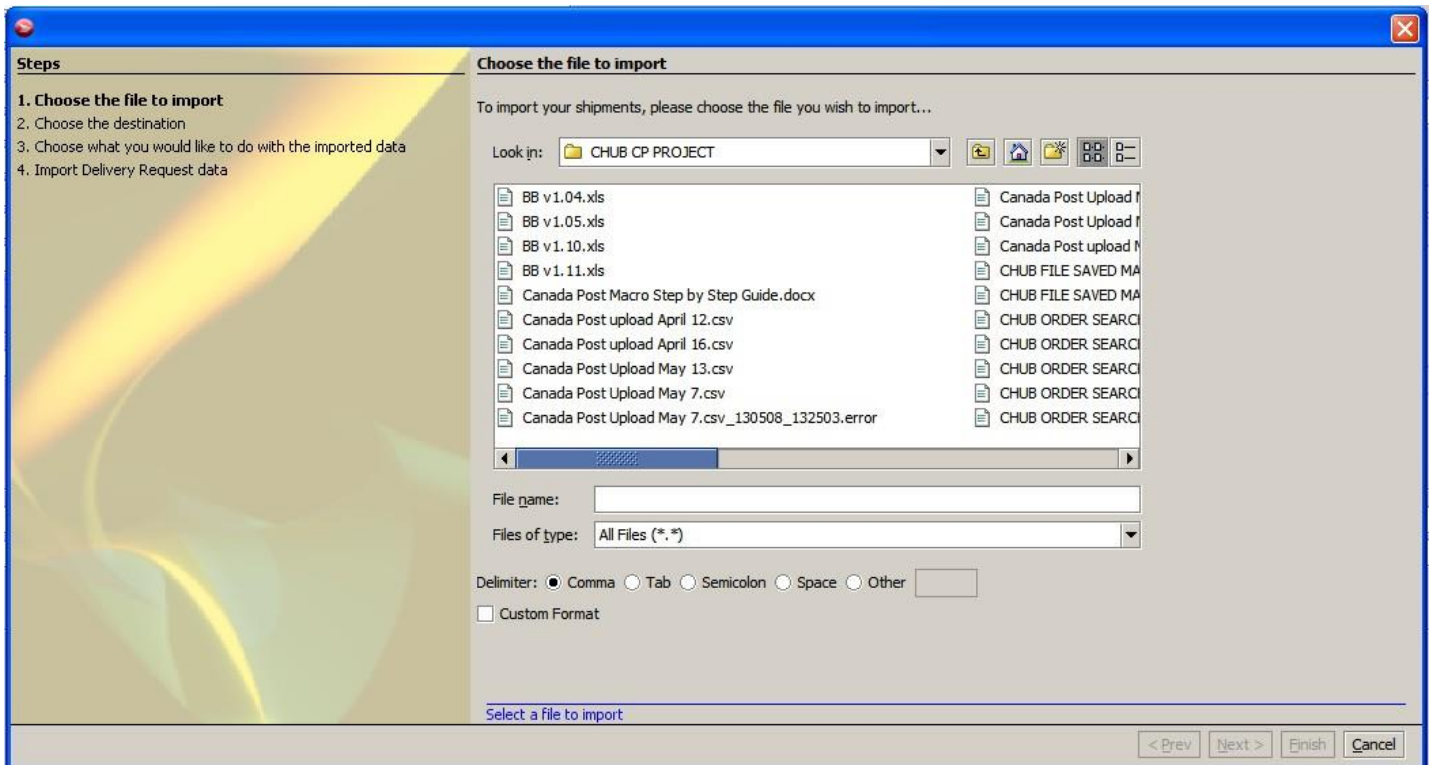 Steps
1. Choose the file to import
2. Choose the destination
3. Choose what you would like to do with the imported data
4. Import Delivery Request data
Choose the file to import
To import your shipments, please choose the file you wish to import...
Look in: CHUB CP PROJECT
BB v1.04.xls
BB v1.05.xls
BB v1.10.xls
BB v1.11.xls
Canada Post Macro Step by Step Guide.docx
Canada Post upload April 12.csv
Canada Post upload April 16.csv
Canada Post Upload May 13.csv
Canada Post Upload May 7.csv
Canada Post Upload May 7.csv_130508_132503.error
Canada Post Upload
Canada Post Upload
Canada Post upload
CHUB FILE SAVED MA
CHUB FILE SAVED MA
CHUB ORDER SEARC
CHUB ORDER SEARC
CHUB ORDER SEARC
CHUB ORDER SEARC
CHUB ORDER SEARC
File name:
Files of type: All Files (*.*)
Delimiter: Comma Tab Semicolon Space Other
Custom Format
Select a file to import
< Prev Next > Finish Cancel